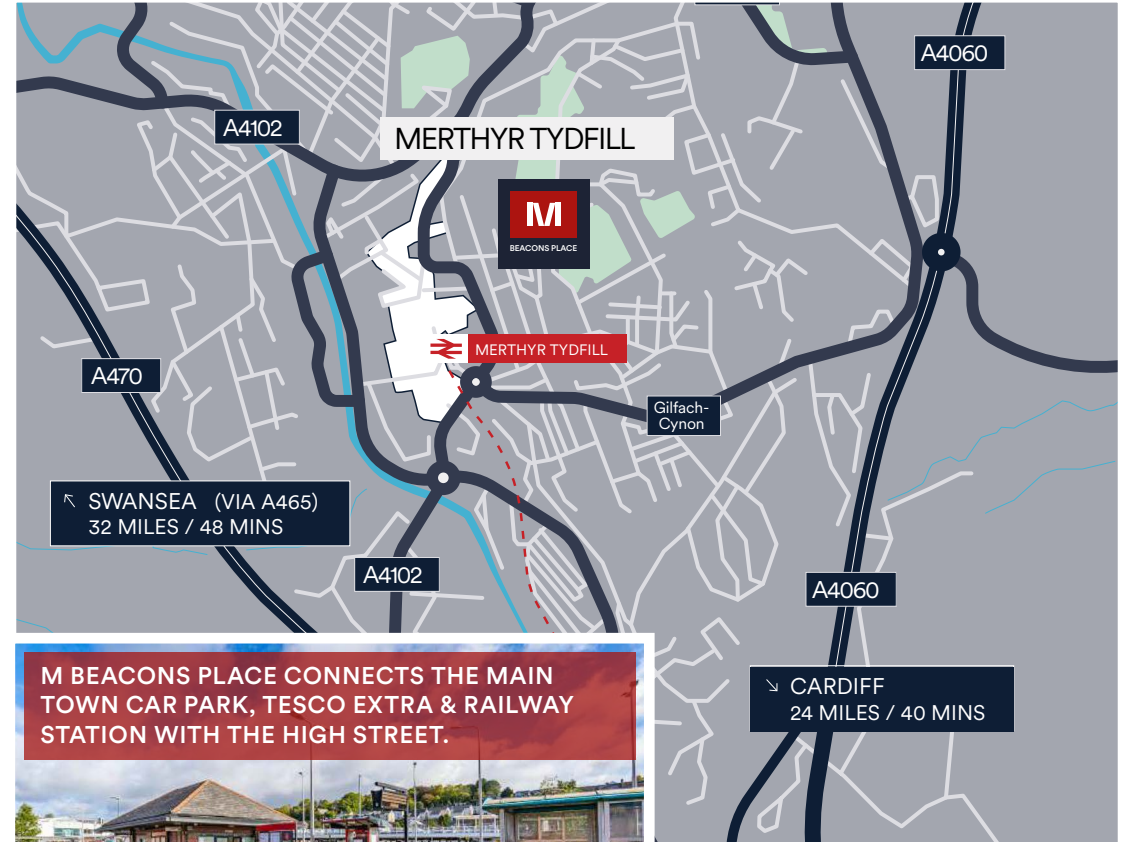 A4060
A4102
MERTHYR TYDFILL
M
BEACONS PLACE
MERTHYR TYDFILL
A470
Gilfach-
Cynon
SWANSEA (VIA A465)
32 MILES / 48 MINS
A4102
A4060
CARDIFF
24 MILES / 40 MINS
M BEACONS PLACE CONNECTS THE MAIN
TOWN CAR PARK, TESCO EXTRA & RAILWAY
STATION WITH THE HIGH STREET.